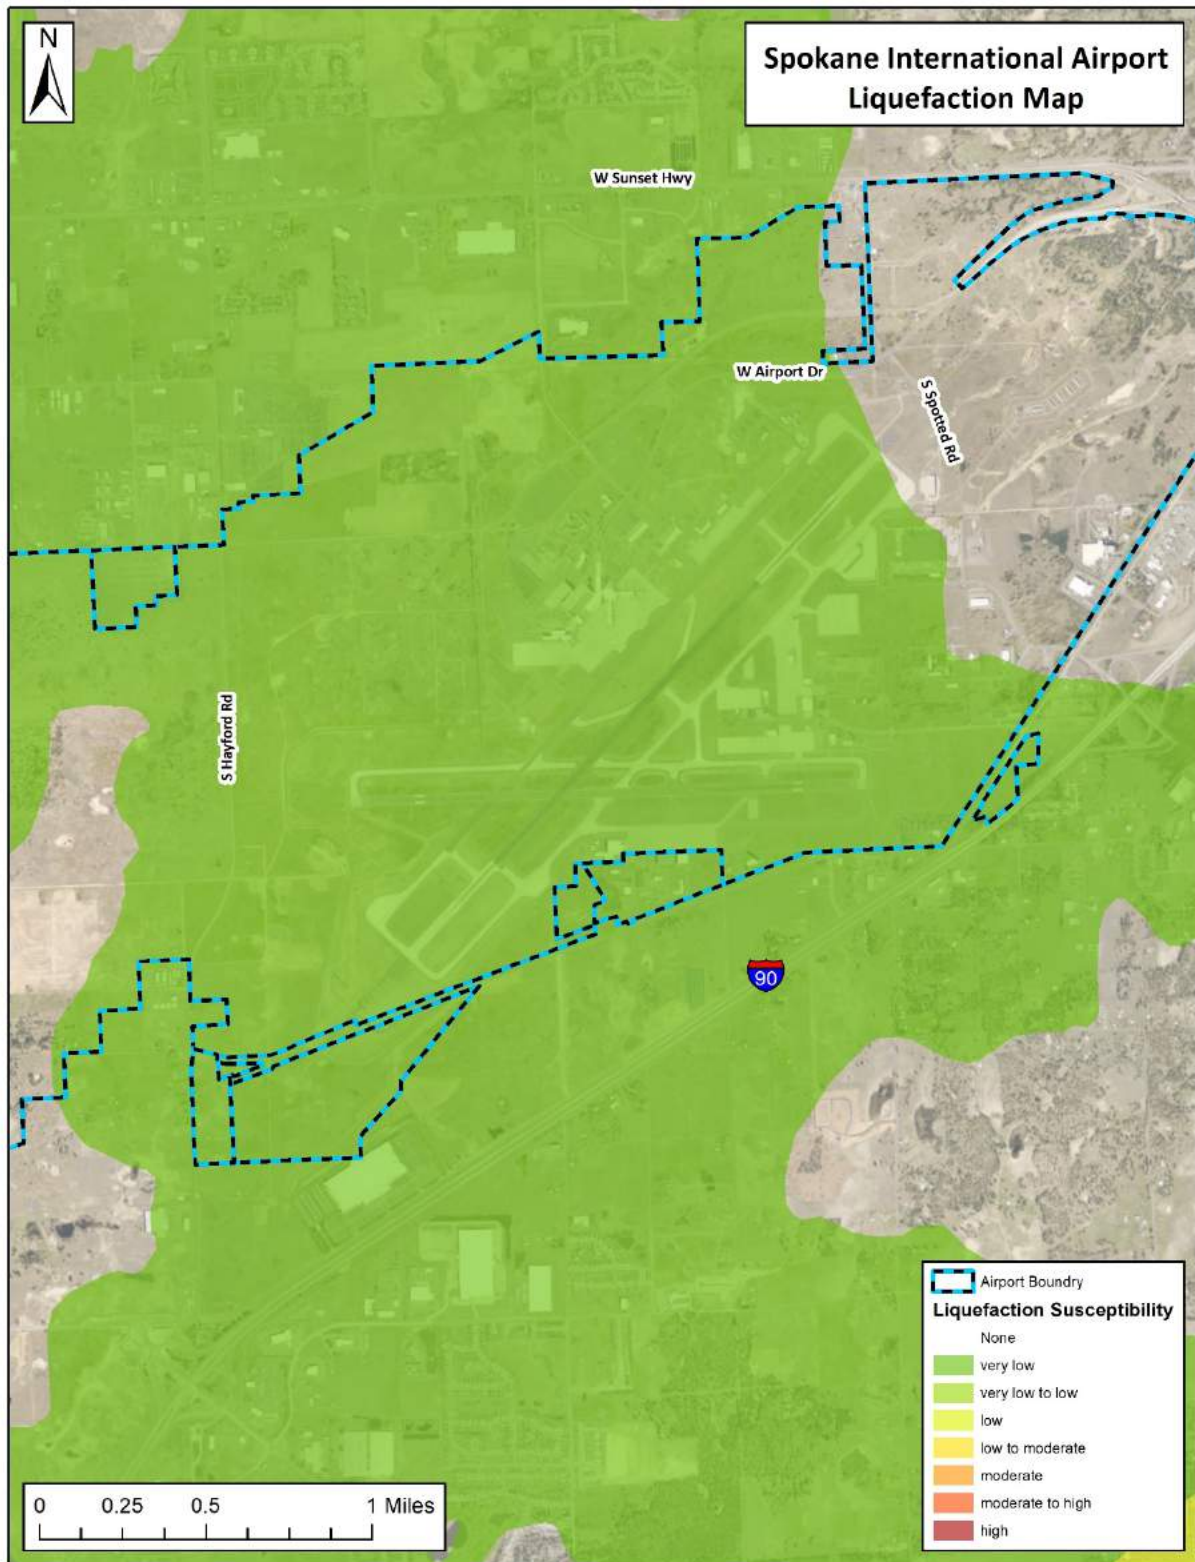 N
Spokane International Airport
Liquefaction Map
W Sunset Hwy
W Airport Dr
S Spotted Rd
S Hayford Rd
90
Airport Boundry
Liquefaction Susceptibility
None
very low
very low to low
low
low to moderate
moderate
moderate to high
high
0 0.25 0.5 1 Miles